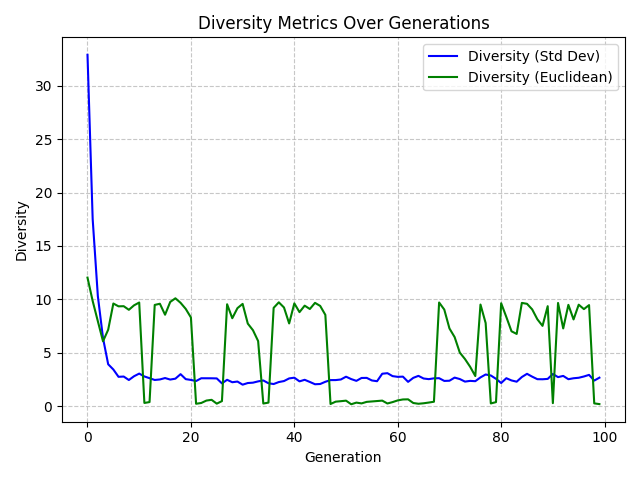 Diversity Metrics Over Generations
Diversity (Std Dev)
Diversity (Euclidean)
Diversity
30
25
20
15
10
5
0
0
20
40
60
80
100
Generation